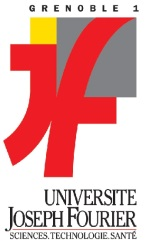 GRENOBLE 1
UNIVERSITE
JOSEPH FOURIER
SCIENCES. TECHNOLOGIE. SANTÉ